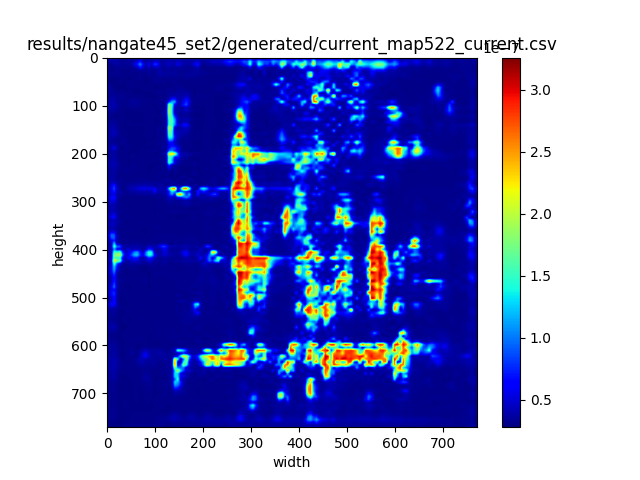 results/nangate45_set2/generated/current_map522_current.csv
1e−7
0
100
200
300
400
500
600
700
height
0 100 200 300 400 500 600 700
width
3.0
2.5
2.0
1.5
1.0
0.5